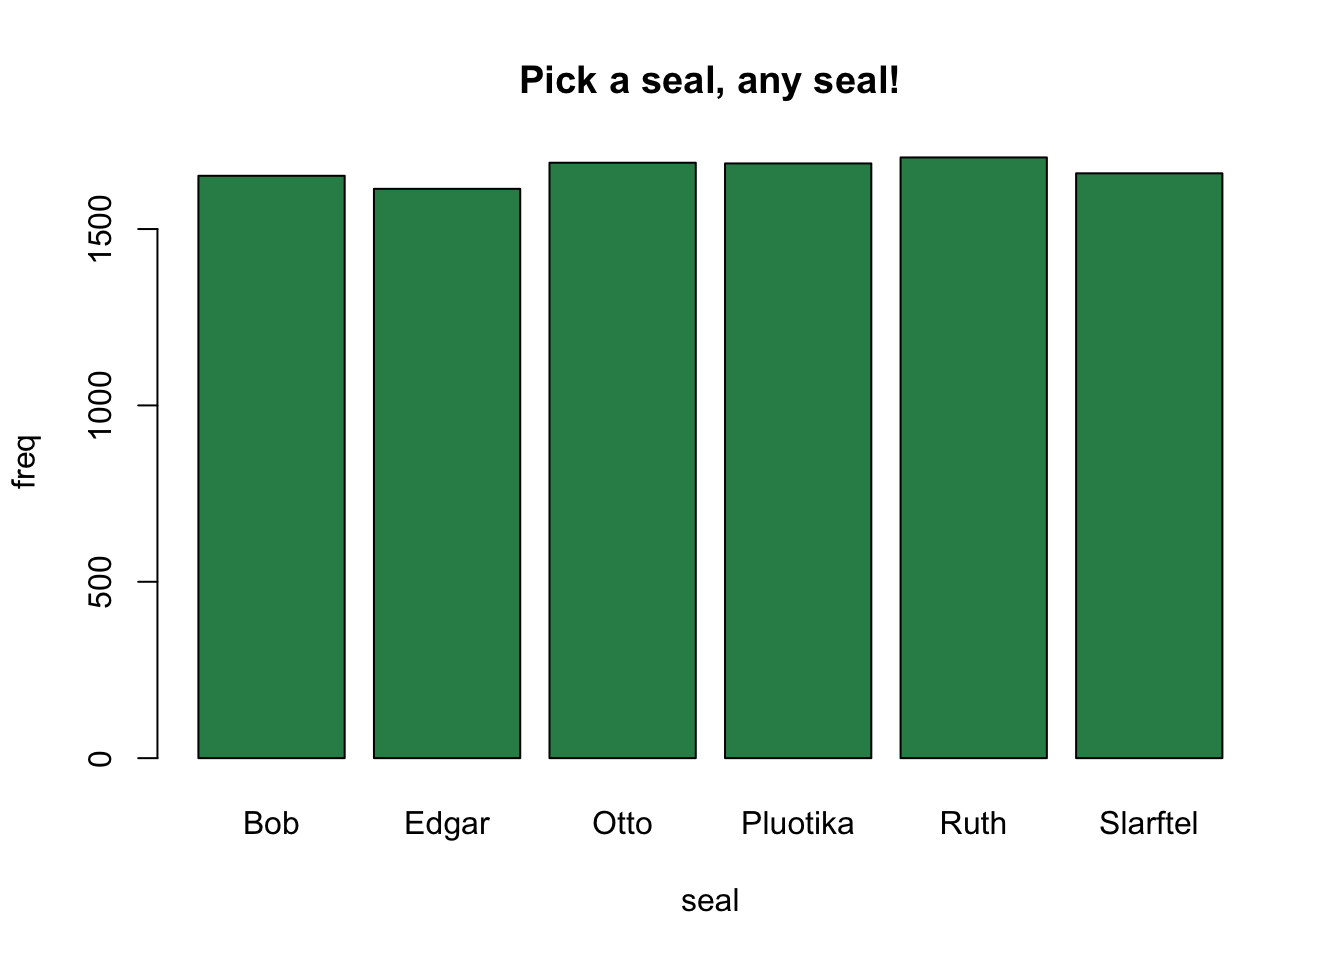 Pick a seal, any seal!
freq
1500
1000
500
0
Bob Edgar Otto Pluotika Ruth Slarftel
seal